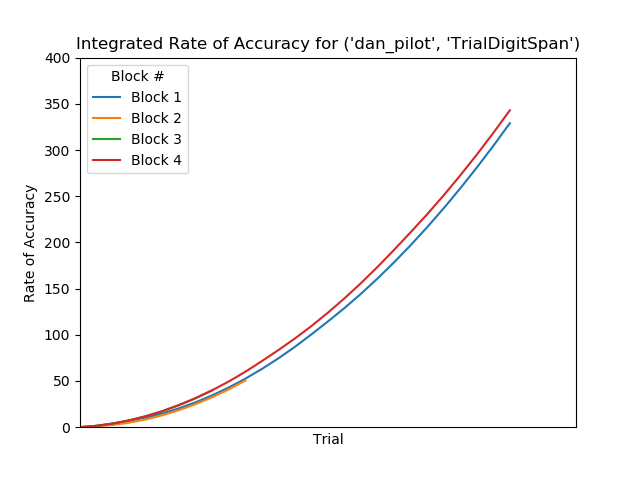 Integrated Rate of Accuracy for ('dan_pilot', 'TrialDigitSpan')
Block #
Block 1
Block 2
Block 3
Block 4
400
350
300
250
200
150
100
50
0
Rate of Accuracy
Trial